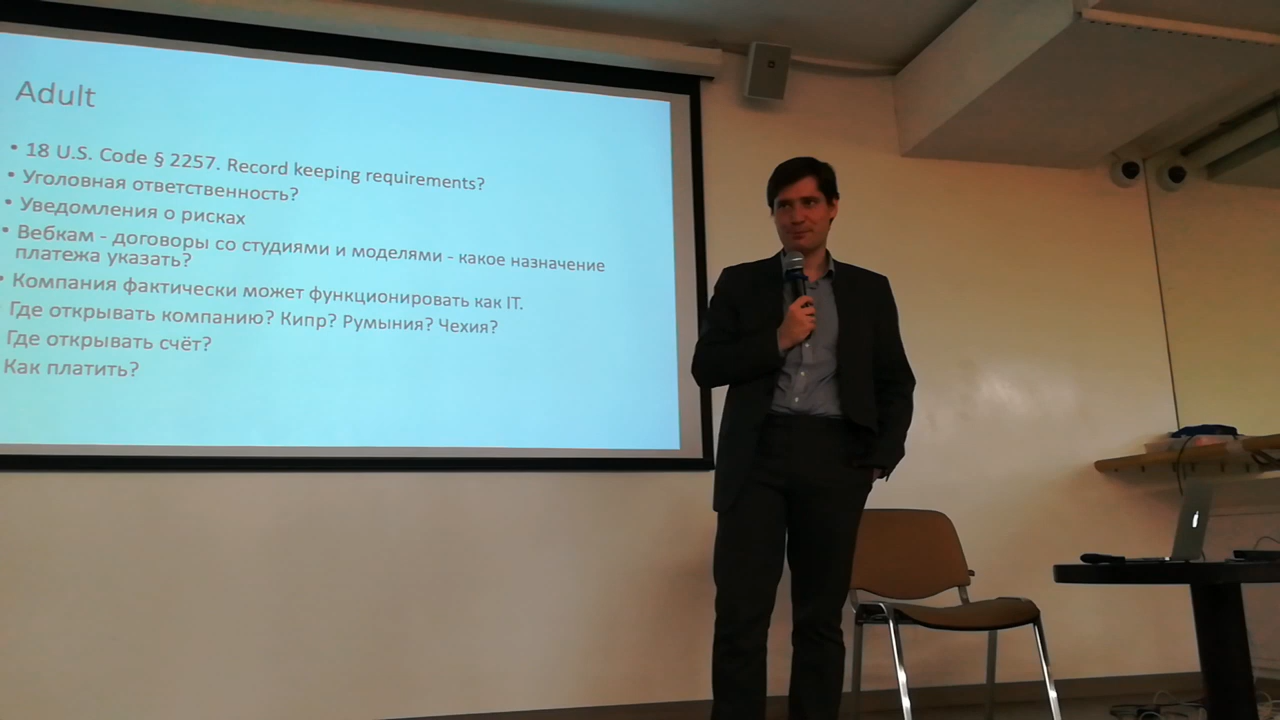 Adult
• 18 U.S. Code § 2257. Record keeping requirements?
• Уголовная ответственность?
• Уведомления о рисках
• Вебкам - договоры со студиями и моделями - какое назначение
платежа указать?
• Компания фактически может функционировать как IT.
Где открывать компанию? Кипр? Румыния? Чехия?
Где открывать счёт?
Как платить?